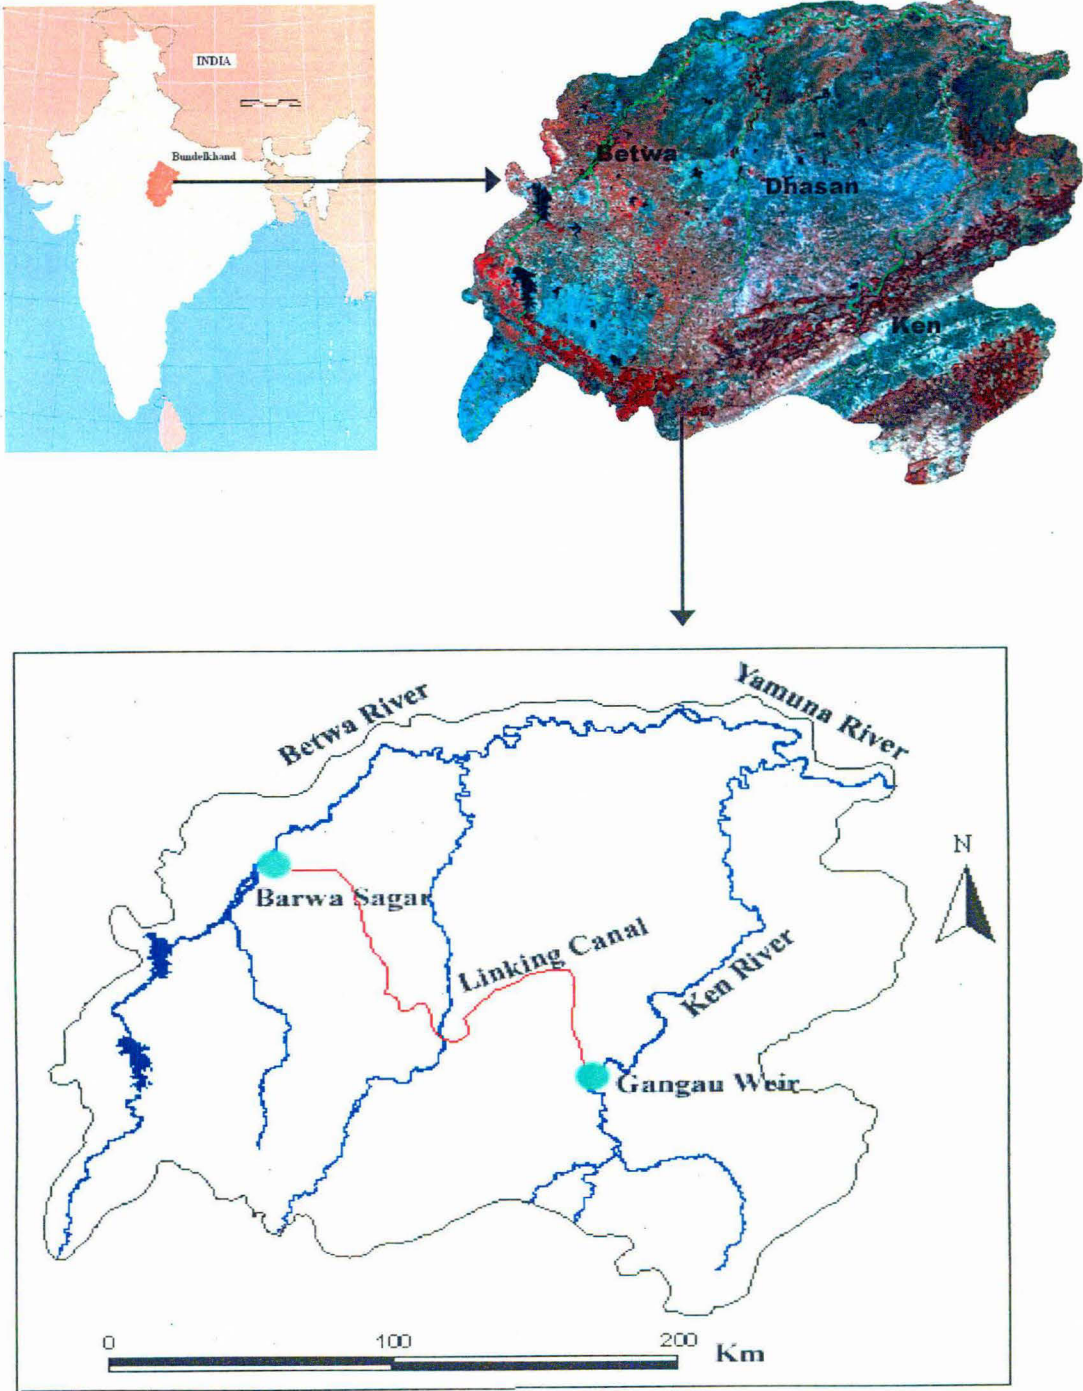 INDIA
Bundelkhand
Betwa
Dhasan
Ken
Betwa River
Yamuna River
Barwa Sagar
Linking Canal
Ken River
Gangau Weir
N
0 100 200 Km